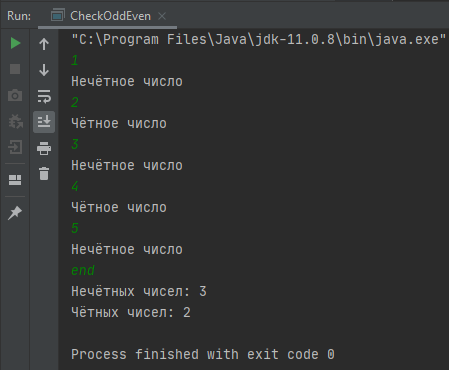 Run: CheckOddEven
"C:\Program Files\Java\jdk-11.0.8\bin\java.exe"
1
Нечётное число
2
Чётное число
3
Нечётное число
4
Чётное число
5
Нечётное число
end
Нечётных чисел: 3
Чётных чисел: 2
Process finished with exit code 0